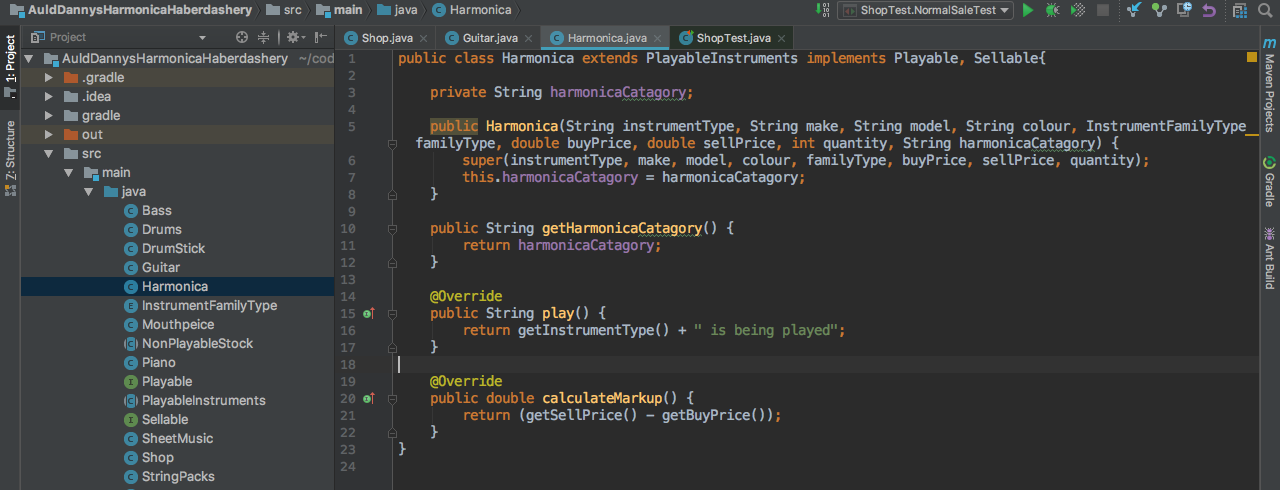 AuldDannysHarmonicaHaberdashery src main java Harmonica ShopTest.NormalSaleTest
Project
Shop.java Guitar.java Harmonica.java ShopTest.java
1: Project
Z: Structure
AuldDannysHarmonicaHaberdashery ~/cod
.gradle
.idea
gradle
out
src
main
java
Bass
Drums
DrumStick
Guitar
Harmonica
InstrumentFamilyType
Mouthpeice
NonPlayableStock
Piano
Playable
PlayableInstruments
Sellable
SheetMusic
Shop
StringPacks
1 public class Harmonica extends PlayableInstruments implements Playable, Sellable{
2
3 private String harmonicaCatagory;
4
5 public Harmonica(String instrumentType, String make, String model, String colour, InstrumentFamilyType
familyType, double buyPrice, double sellPrice, int quantity, String harmonicaCatagory) {
6 super(instrumentType, make, model, colour, familyType, buyPrice, sellPrice, quantity);
7 this.harmonicaCatagory = harmonicaCatagory;
8 }
9
10 public String getHarmonicaCatagory() {
11 return harmonicaCatagory;
12 }
13
14 @Override
15 public String play() {
16 return getInstrumentType() + " is being played";
17 }
18
19 @Override
20 public double calculateMarkup() {
21 return (getSellPrice() - getBuyPrice());
22 }
23 }
24
Maven Projects
Gradle
Ant Build